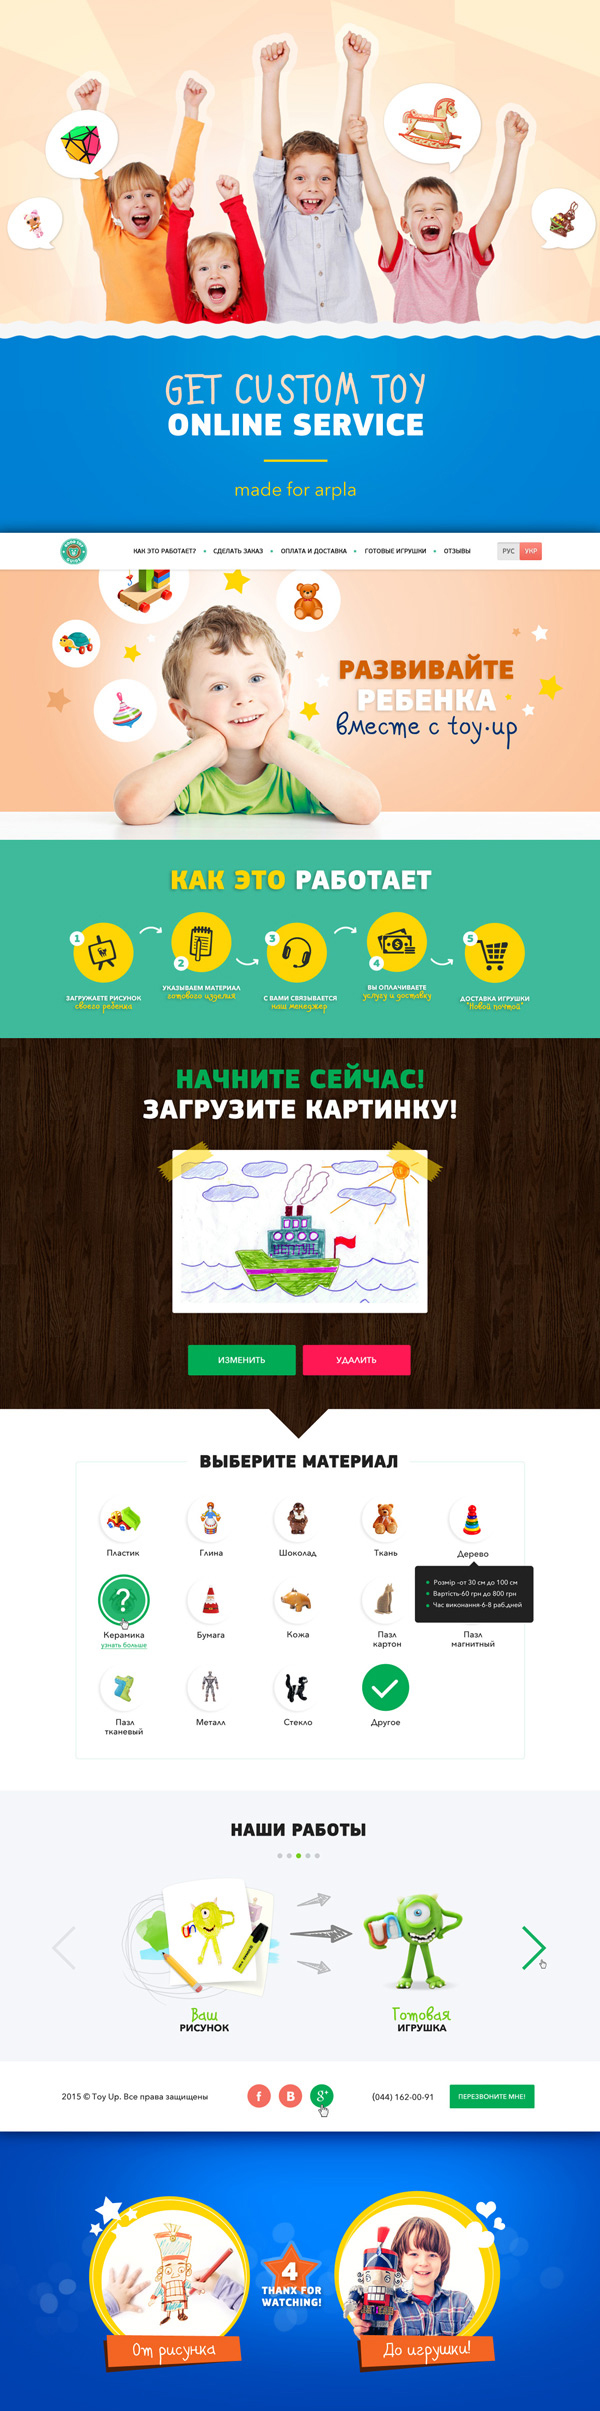 GET CUSTOM TOY
ONLINE SERVICE
made for arpla
КАК ЭТО РАБОТАЕТ? • СДЕЛАТЬ ЗАКАЗ • ОПЛАТА И ДОСТАВКА • ГОТОВЫЕ ИГРУШКИ • ОТЗЫВЫ
РУС УКР
РАЗВИВАЙТЕ
РЕБЕНКА
вместе с toy·up
КАК ЭТО РАБОТАЕТ
1
2
3
4
5
ЗАГРУЖАЕТЕ РИСУНОК
своего ребенка
УКАЗЫВАЕМ МАТЕРИАЛ
готового изделия
С ВАМИ СВЯЗЫВАЕТСЯ
наш менеджер
ВЫ ОПЛАЧИВАЕТЕ
услугу и доставку
ДОСТАВКА ИГРУШКИ
"Новой почтой"
НАЧНИТЕ СЕЙЧАС!
ЗАГРУЗИТЕ КАРТИНКУ!
ИЗМЕНИТЬ
УДАЛИТЬ
ВЫБЕРИТЕ МАТЕРИАЛ
Пластик
Глина
Шоколад
Ткань
Дерево
Розмір -от 30 см до 100 см
Вартість-60 грн до 800 грн
Час виконання-6-8 раб.дней
?
Керамика
узнать больше
Бумага
Кожа
Пазл
картон
Пазл
магнитный
Пазл
тканевый
Металл
Стекло
Другое
НАШИ РАБОТЫ
Ваш
РИСУНОК
Готовая
ИГРУШКА
2015 © Toy Up. Все права защищены
f
B
g+
(044) 162-00-91
ПЕРЕЗВОНИТЕ МНЕ!
4
THANX FOR
WATCHING!
От рисунка
До игрушки!